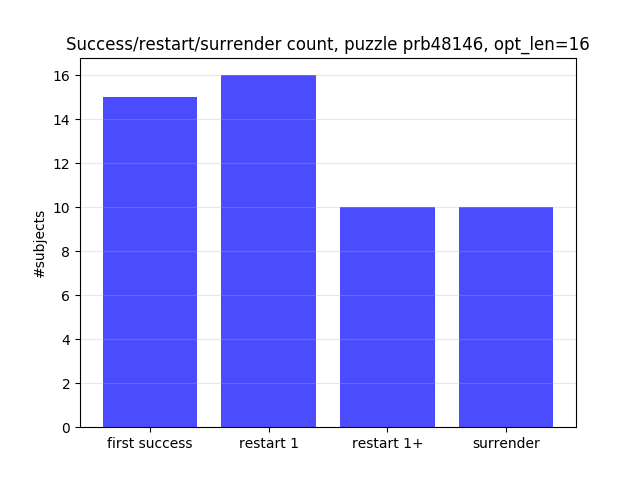 Success/restart/surrender count, puzzle prb48146, opt_len=16
16
14
12
10
8
6
4
2
0
#subjects
first success
restart 1
restart 1+
surrender